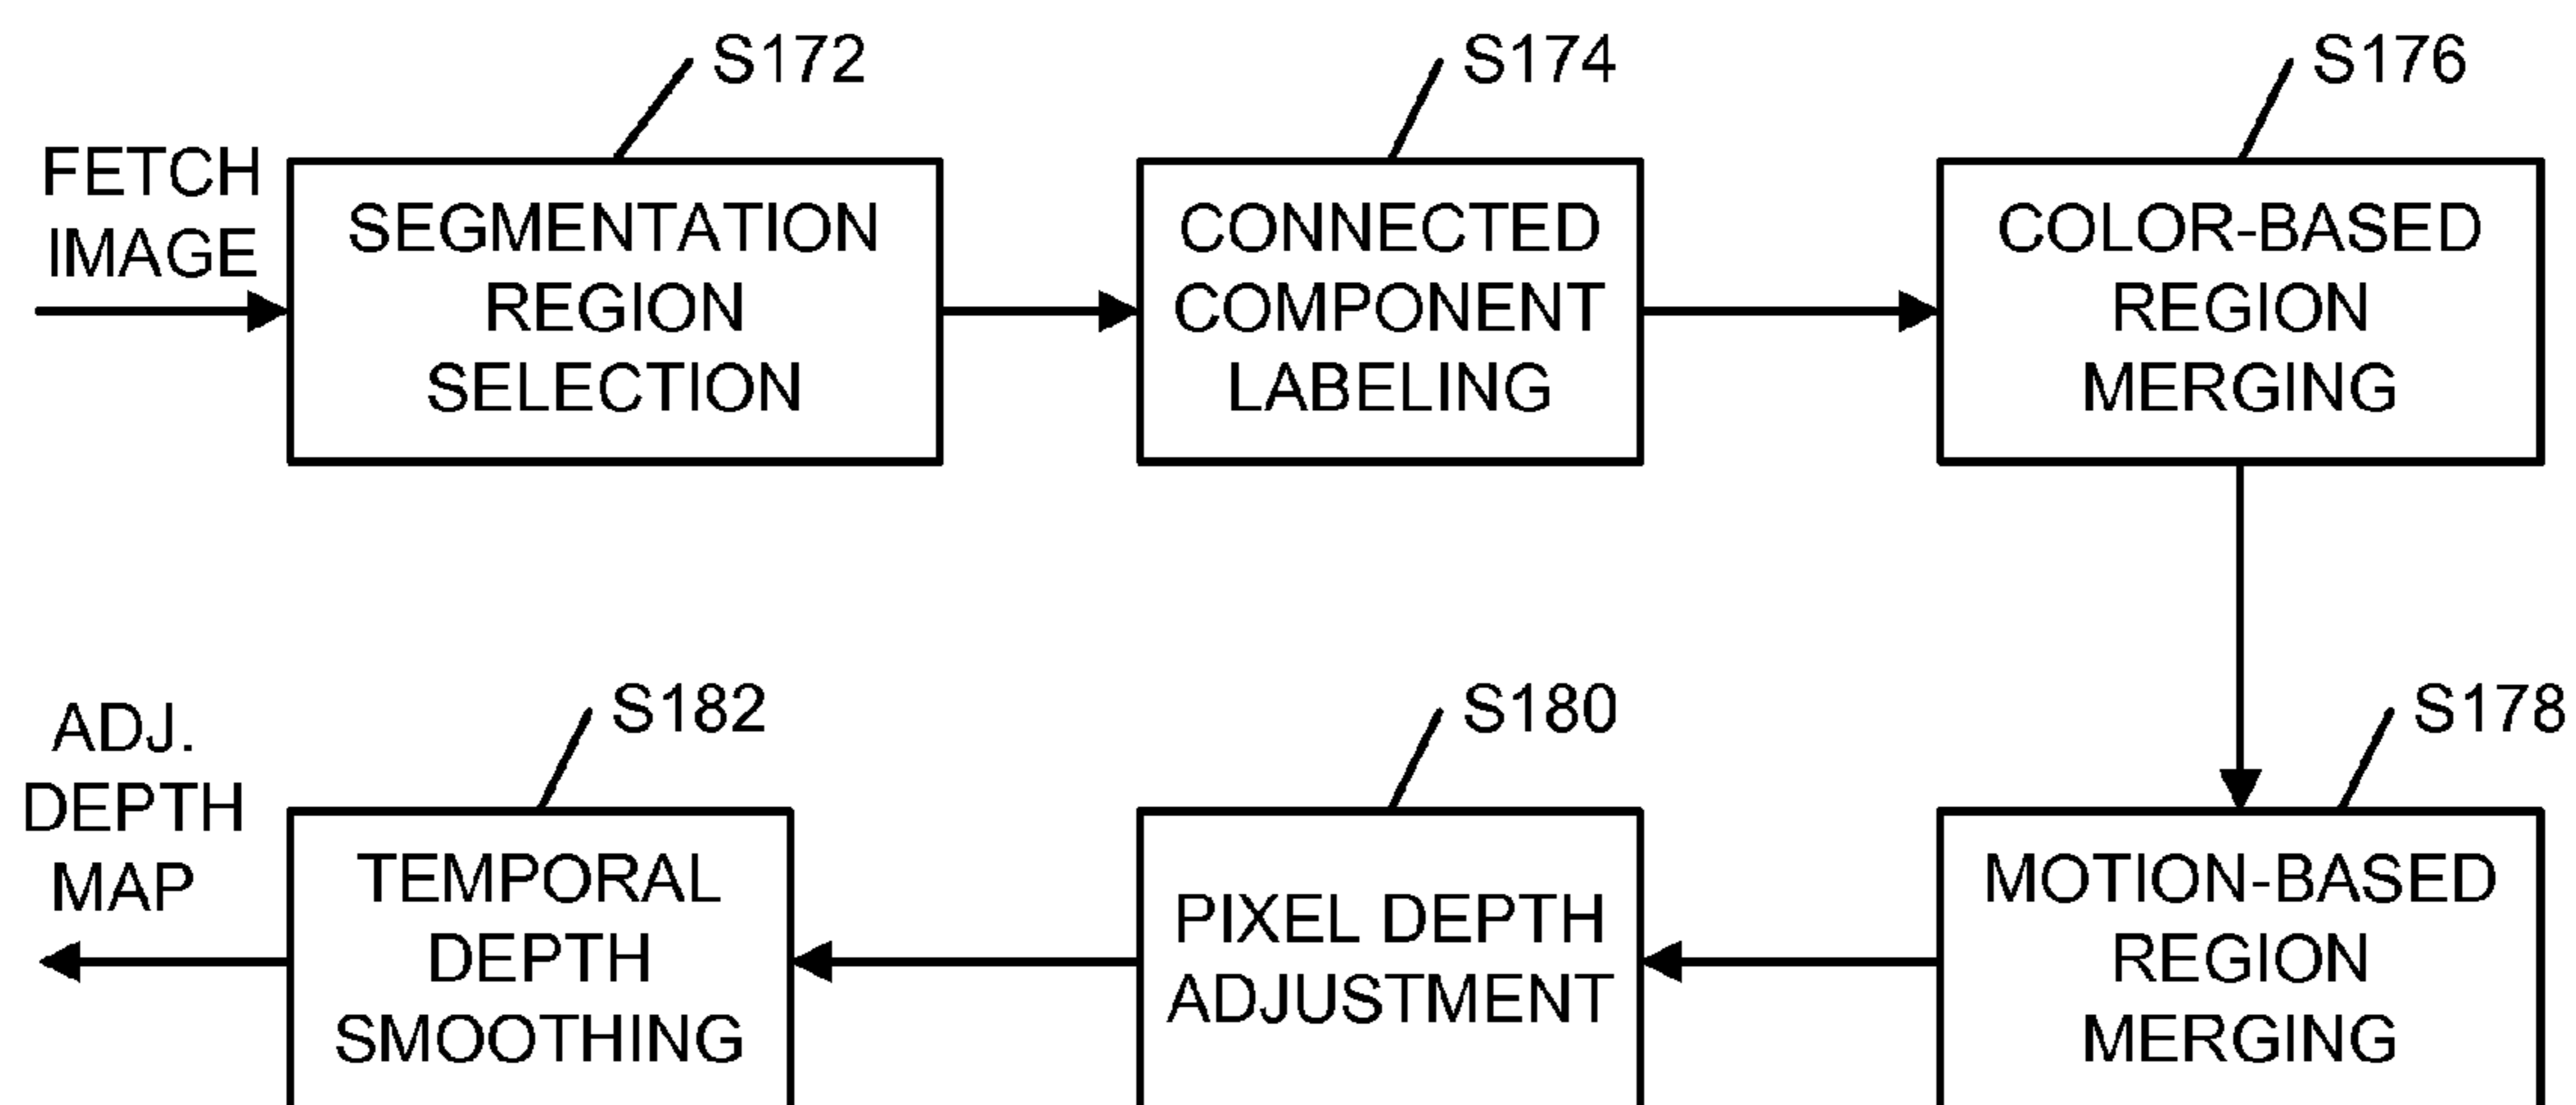 S172
S174
S176
FETCH
IMAGE
SEGMENTATION
REGION
SELECTION
CONNECTED
COMPONENT
LABELING
COLOR-BASED
REGION
MERGING
S182
S180
S178
ADJ.
DEPTH
MAP
TEMPORAL
DEPTH
SMOOTHING
PIXEL DEPTH
ADJUSTMENT
MOTION-BASED
REGION
MERGING